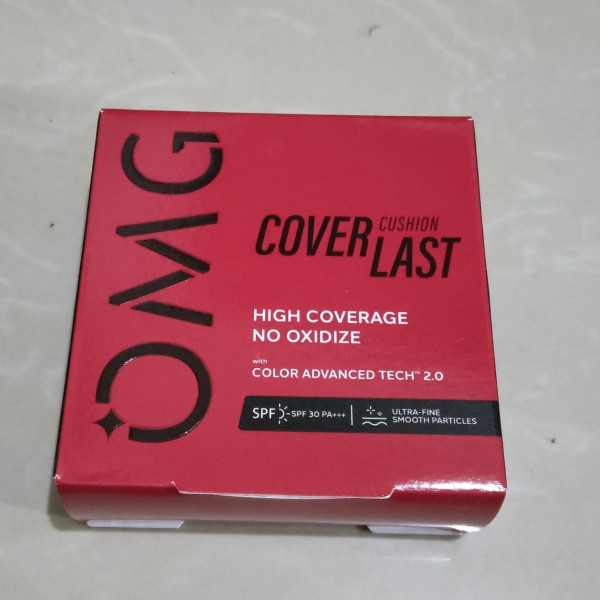 OMG
CUSHION
COVER LAST
HIGH COVERAGE
NO OXIDIZE
with
COLOR ADVANCED TECH™ 2.0
SPF SPF 30 PA+++
ULTRA-FINE
SMOOTH PARTICLES